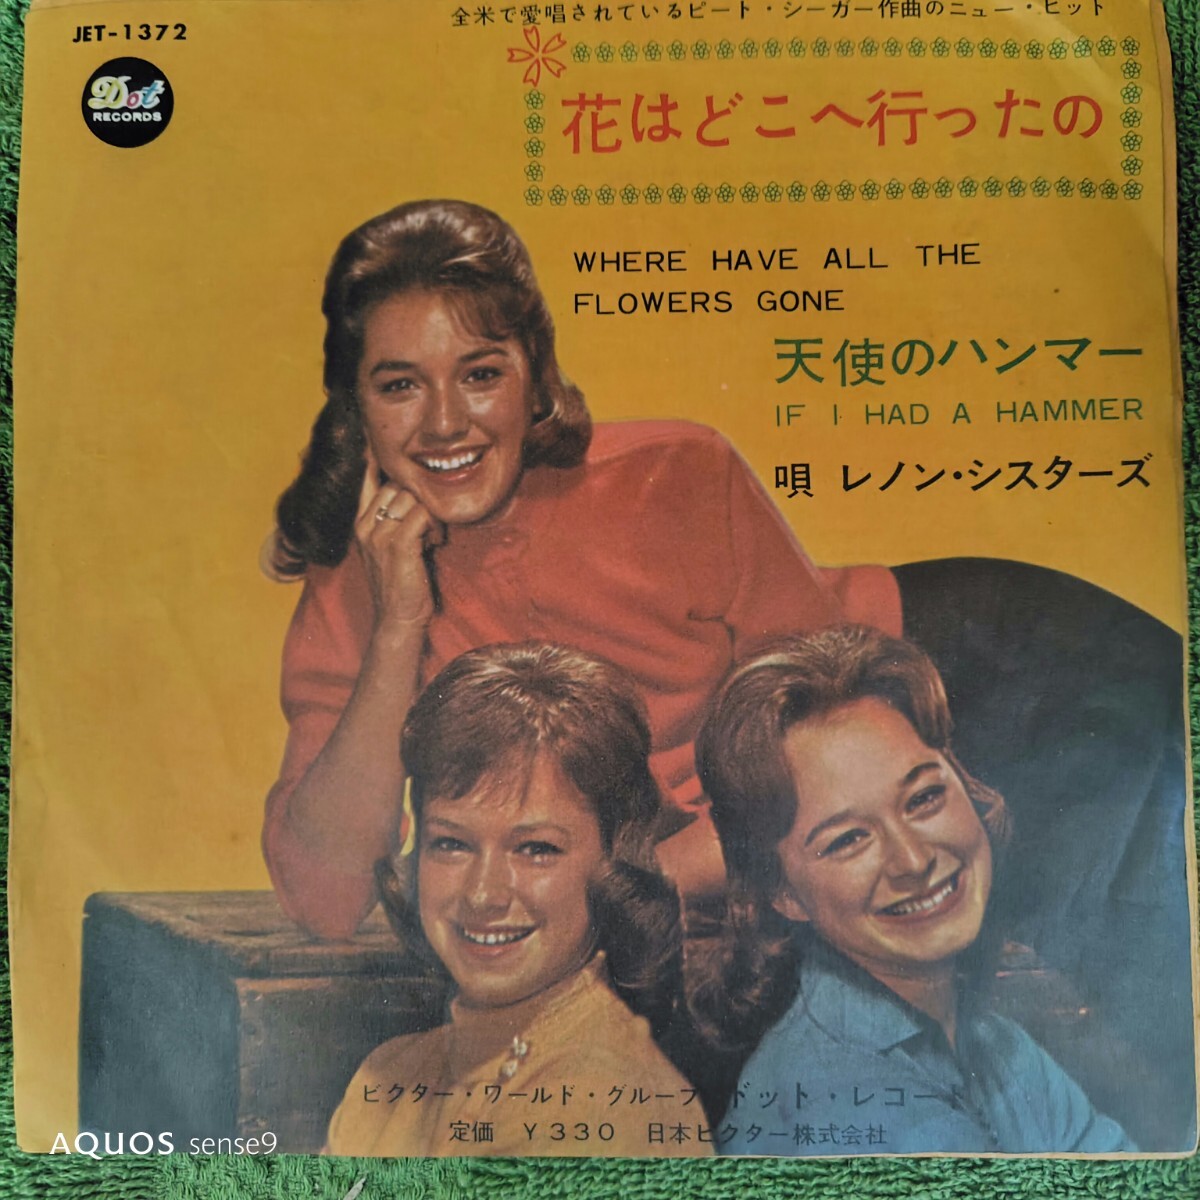 全米で愛唱されているピート・シーガー作曲のニュー・ヒット
JET-1372
Dot
RECORDS
花はどこへ行ったの
WHERE HAVE ALL THE
FLOWERS GONE
天使のハンマー
IF I HAD A HAMMER
唄 レノン・シスターズ
ビクター・ワールド・グループ ドット・レコード
定価 ¥330 日本ビクター株式会社
AQUOS sense9